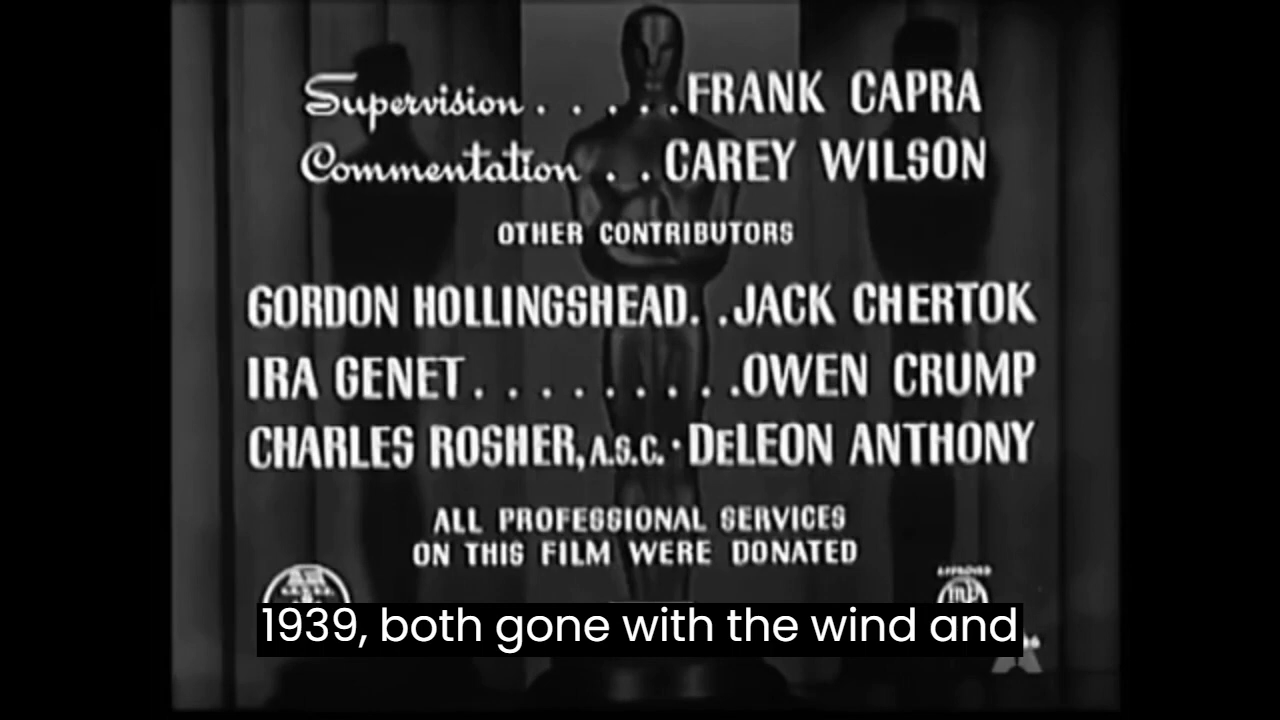 Supervision . . . . . FRANK CAPRA
Commentation . . CAREY WILSON
OTHER CONTRIBUTORS
GORDON HOLLINGSHEAD. . .JACK CHERTOK
IRA GENET. . . . . . . . .OWEN CRUMP
CHARLES ROSHER, A.S.C. · DeLEON ANTHONY
ALL PROFESSIONAL SERVICES
ON THIS FILM WERE DONATED
APPROVED
1939, both gone with the wind and